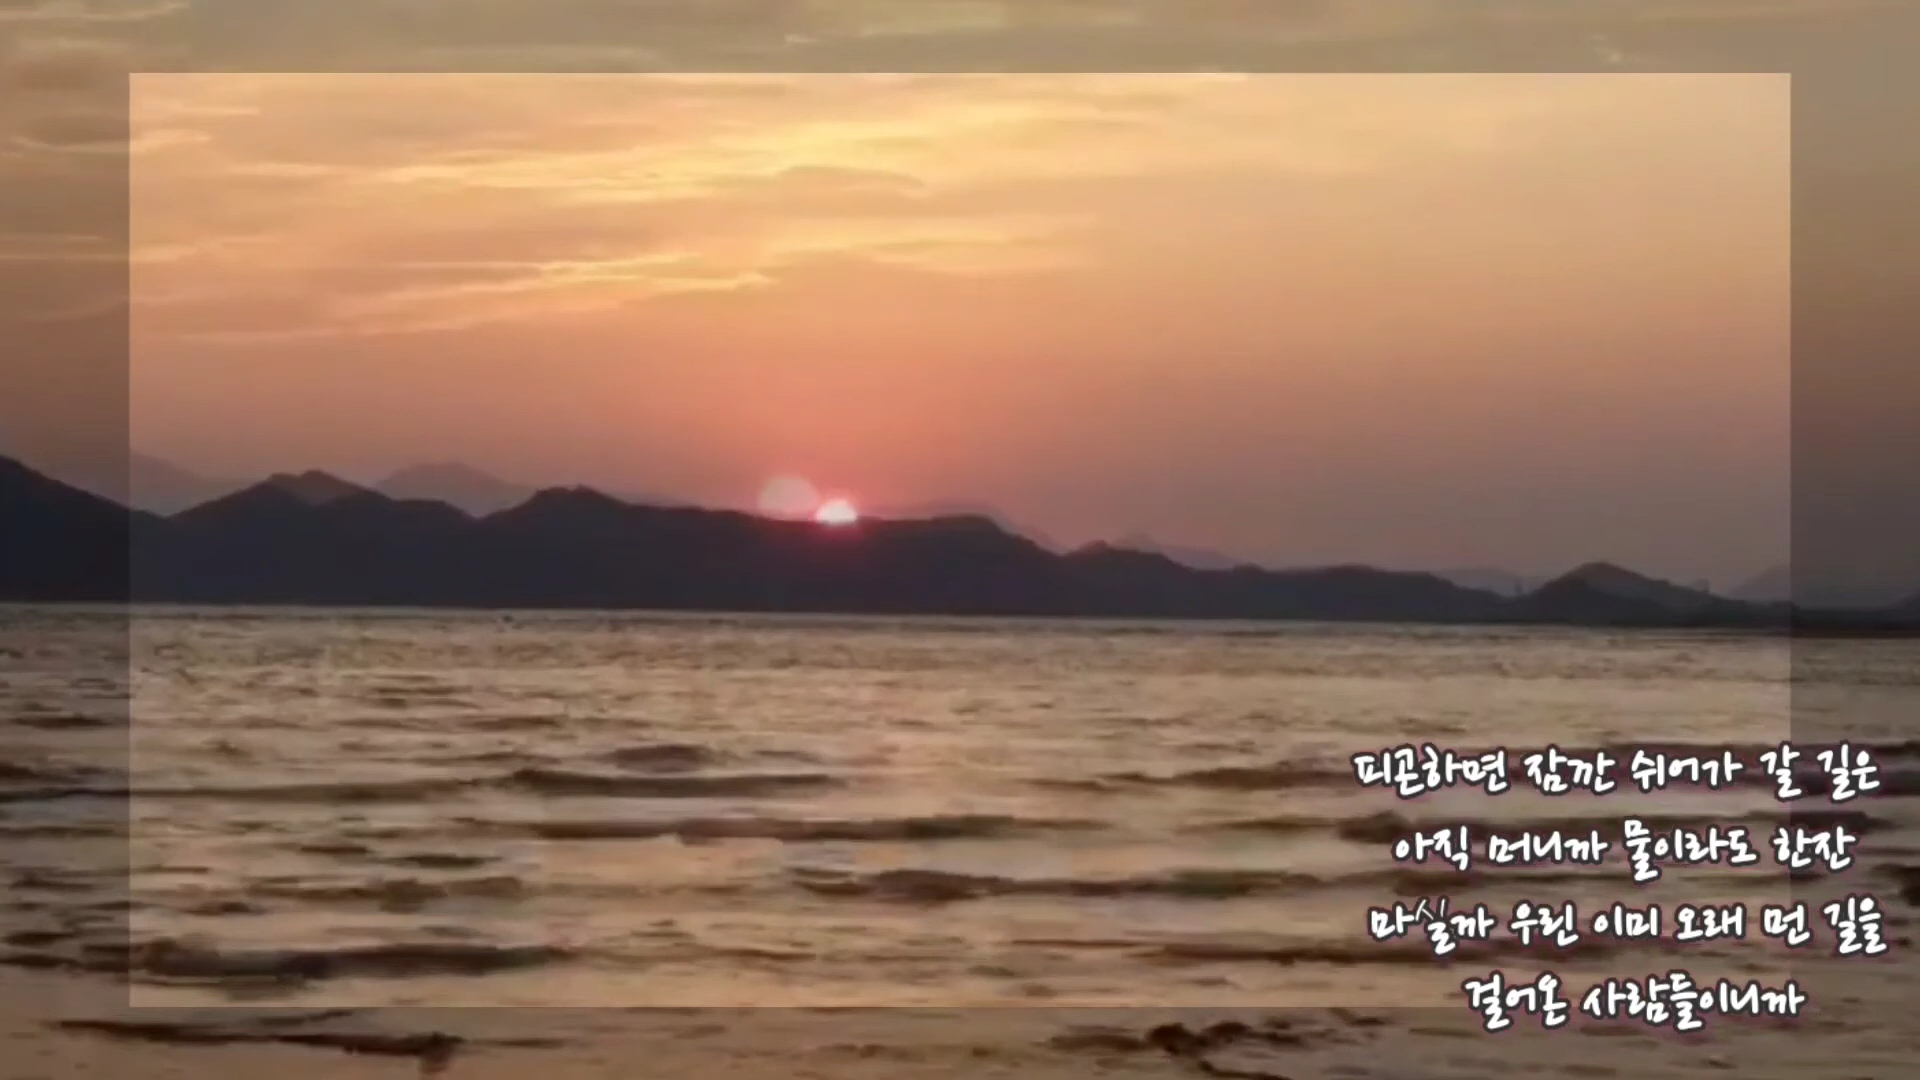 피곤하면 잠깐 쉬어가 갈 길은
아직 머니까 물이라도 한잔
마실까 우린 이미 오래 먼 길을
걸어온 사람들이니까